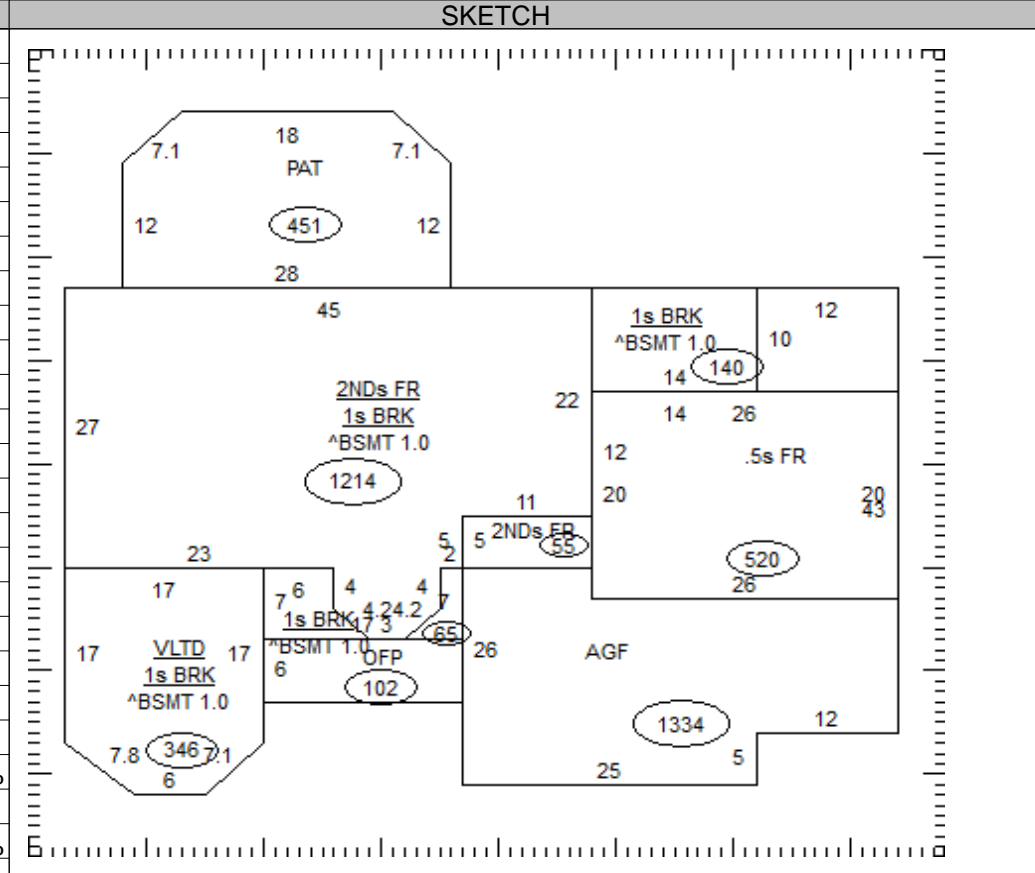 SKETCH
18
7.1 7.1
PAT
12 451 12
28
45 12
1s BRK
^BSMT 1.0 10
140
14
2NDs FR 22 14 26
1s BRK
27 ^BSMT 1.0 12 .5s FR
1214 20 20
43
11
5 5 2NDs FR
23 2 55 520
26
17 6 4 4
7 7
4.2 4.2
1s BRK 17 3 65
^BSMT 1.0 OFP
17 VLTD 17 6 26 AGF
1s BRK 102
^BSMT 1.0
1334 12
7.8 346 7.1 5
6 25